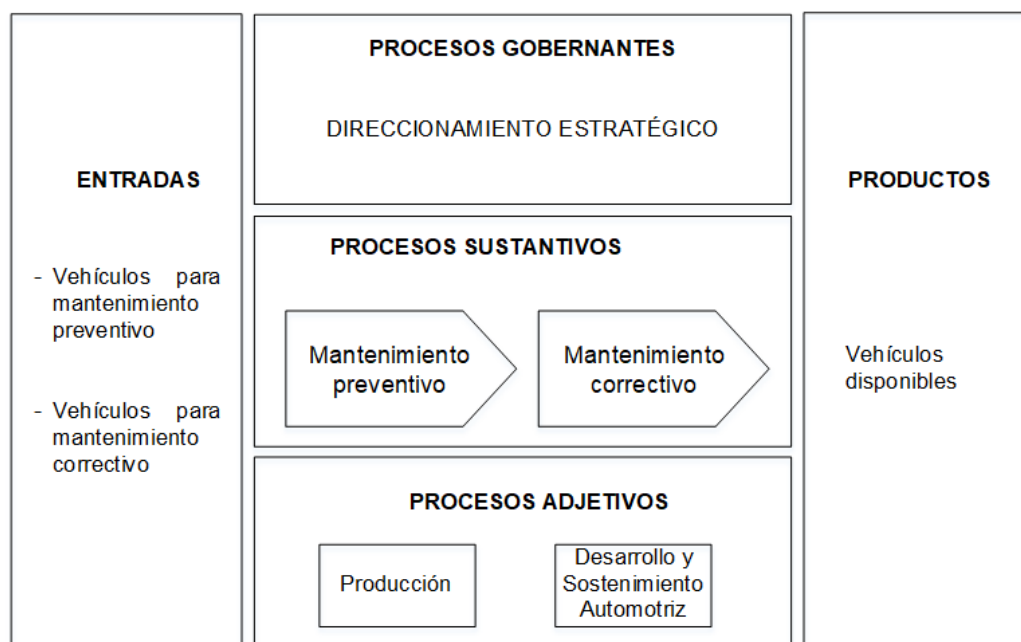 ENTRADAS
- Vehículos para
mantenimiento
preventivo
- Vehículos para
mantenimiento
correctivo
PROCESOS GOBERNANTES
DIRECCIONAMIENTO ESTRATÉGICO
PROCESOS SUSTANTIVOS
Mantenimiento
preventivo
Mantenimiento
correctivo
PROCESOS ADJETIVOS
Producción
Desarrollo y
Sostenimiento
Automotriz
PRODUCTOS
Vehículos
disponibles